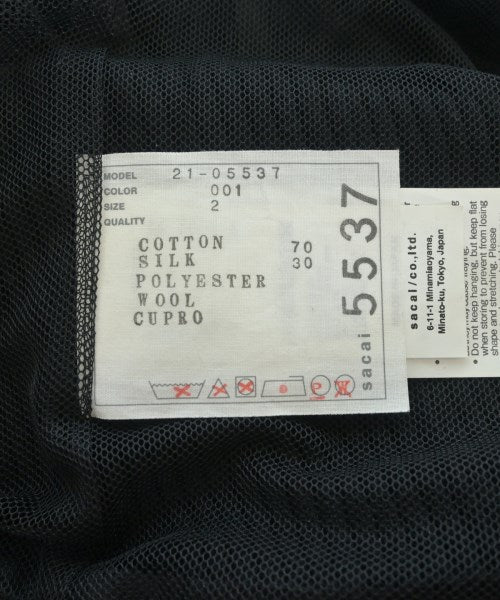 MODEL 21-05537
COLOR 001
SIZE 2
QUALITY
COTTON 70
SILK 30
POLYESTER
WOOL
CUPRO
sacai 5537
sacai/co.,ltd.
6-11-1 Minamiaoyama,
Minato-ku, Tokyo, Japan
• Do not keep hanging, but keep flat
when storing to prevent from losing
shape and stretching. Please